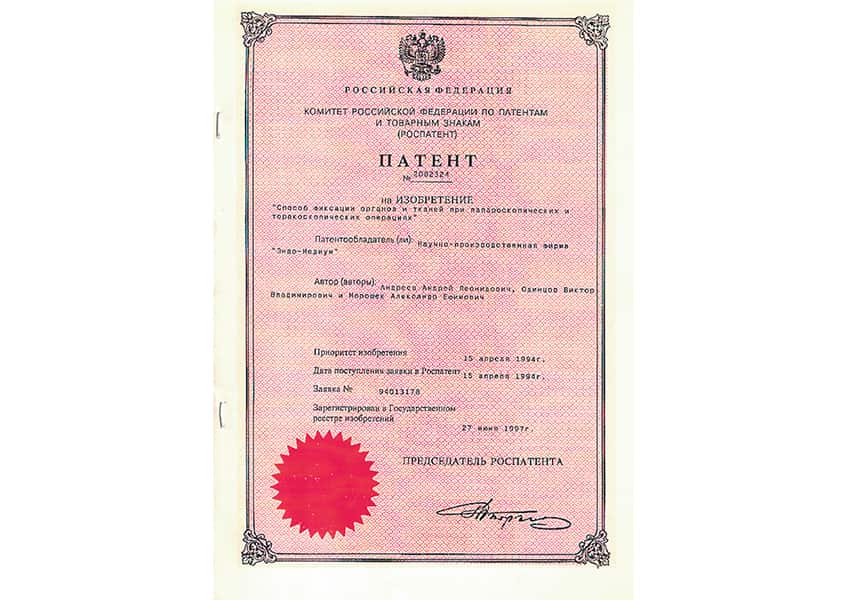 РОССИЙСКАЯ ФЕДЕРАЦИЯ
КОМИТЕТ РОССИЙСКОЙ ФЕДЕРАЦИИ ПО ПАТЕНТАМ
И ТОВАРНЫМ ЗНАКАМ
(РОСПАТЕНТ)
ПАТЕНТ
№ 2082324
на ИЗОБРЕТЕНИЕ
"Способ фиксации органов и тканей при лапароскопических и
торакоскопических операциях"
Патентообладатель (ли): Научно-производственная фирма
"Эндо-Медиум"
Автор (авторы): Андреев Андрей Леонидович, Одинцов Виктор
Владимирович и Морошек Александр Ефимович
Приоритет изобретения 15 апреля 1994г.
Дата поступления заявки в Роспатент 15 апреля 1994г.
Заявка № 94013178
Зарегистрирован в Государственном
реестре изобретений
27 июня 1997г.
ПРЕДСЕДАТЕЛЬ РОСПАТЕНТА